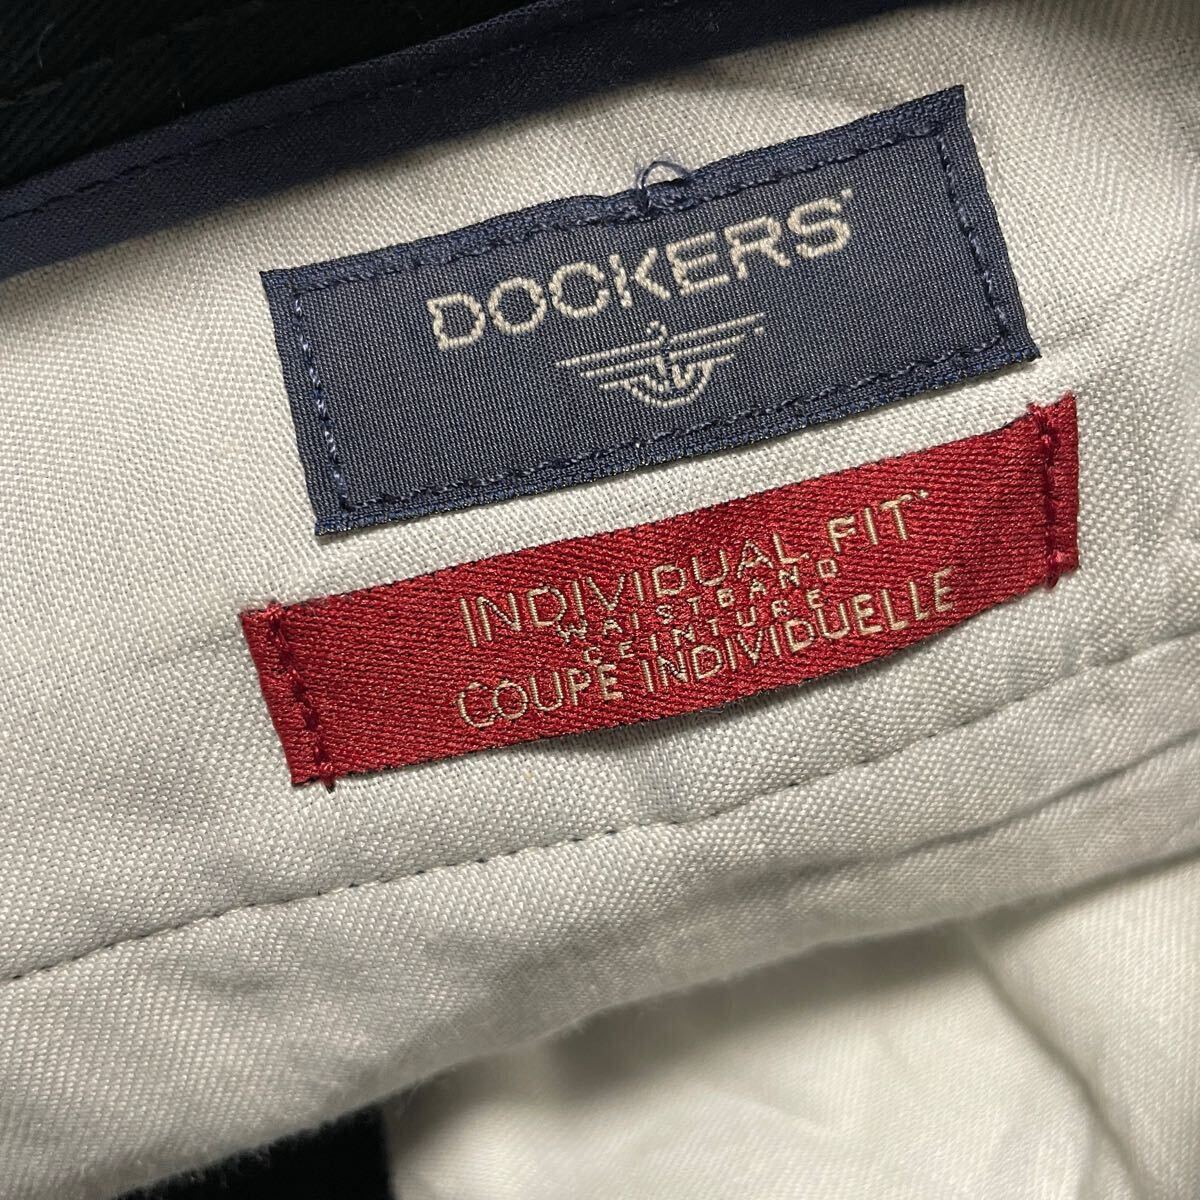 DOCKERS
INDIVIDUAL FIT
WAISTBAND
CEINTURE
COUPE INDIVIDUELLE